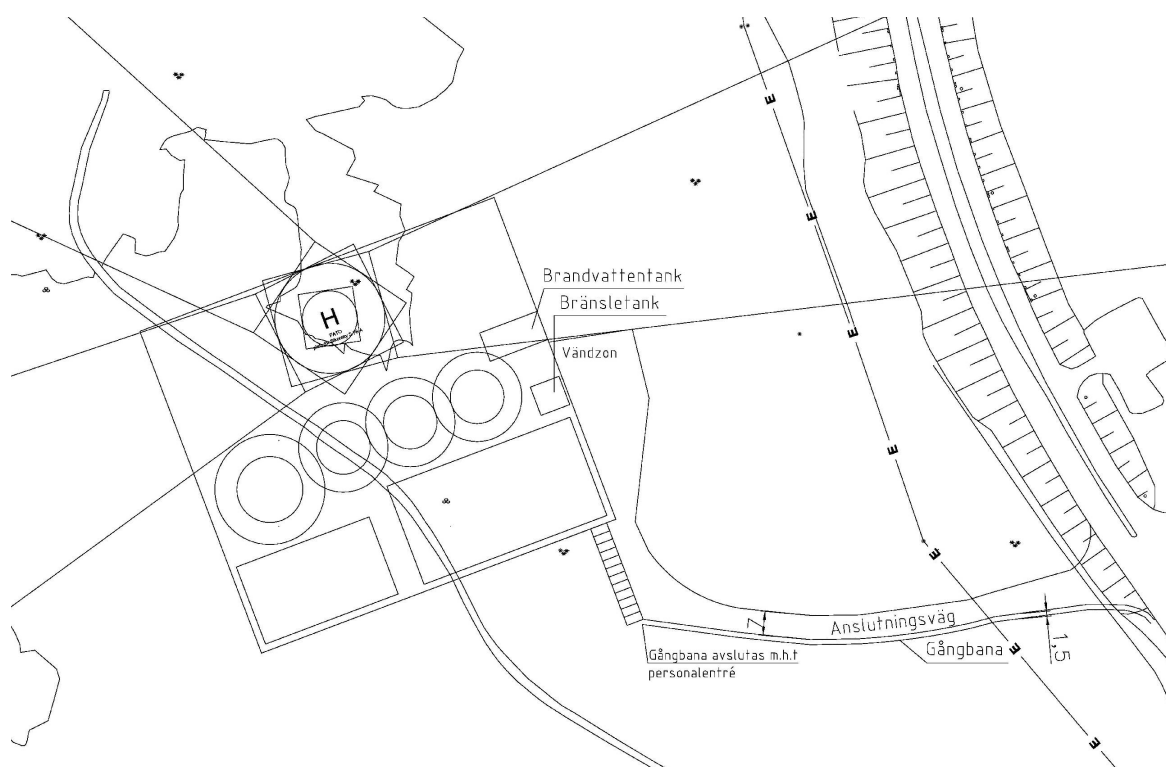 E
E
E
Brandvattentank
Bränsletank
H
FATO
Vändzon
E
E
7
Anslutningsväg
1,5
Gångbana
Gångbana avslutas m.h.t
personalentré
E
E